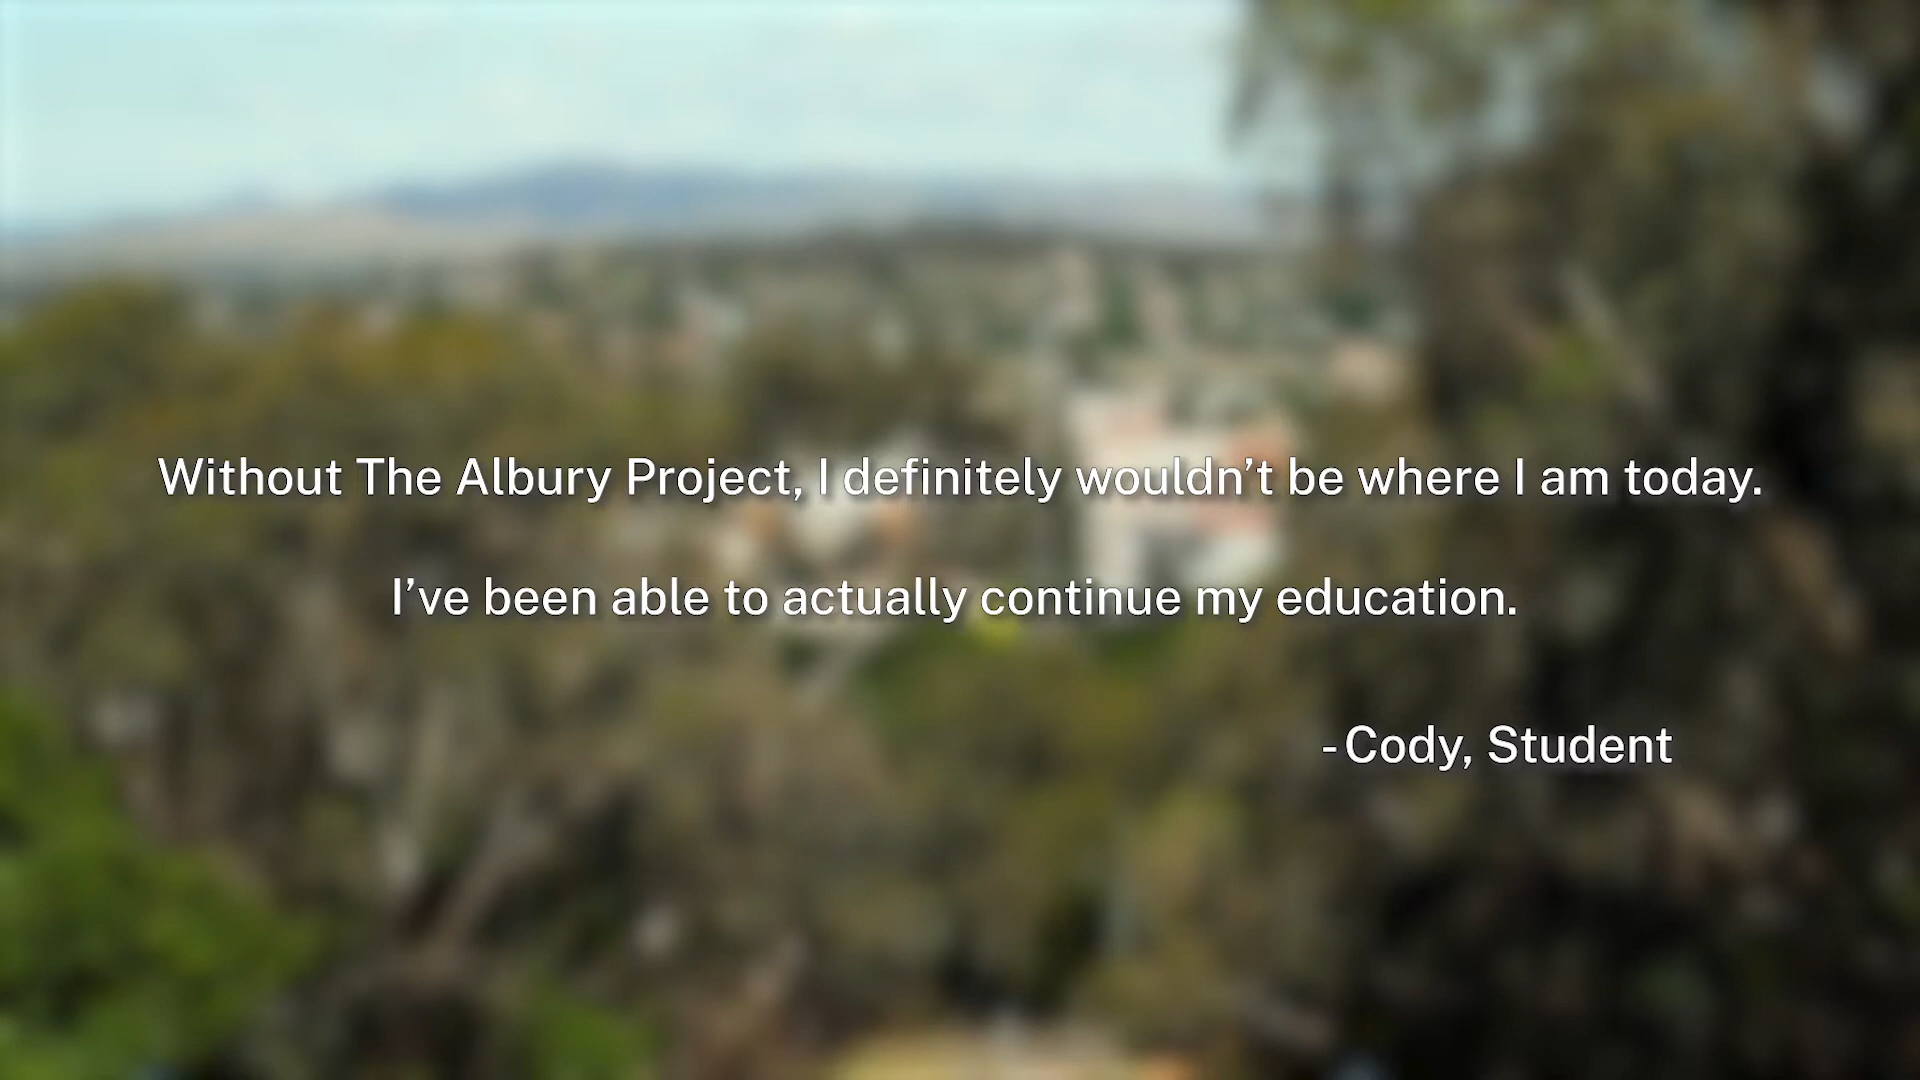 Without The Albury Project, I definitely wouldn’t be where I am today.
I’ve been able to actually continue my education.
- Cody, Student